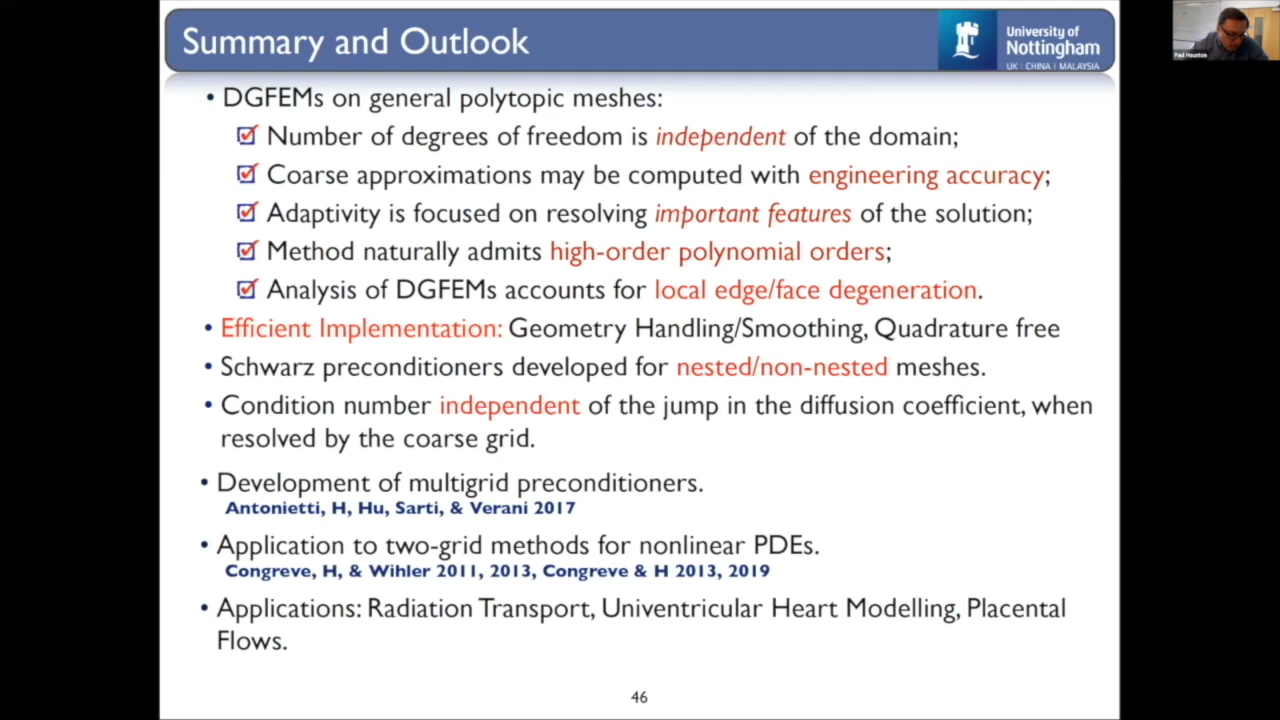 Summary and Outlook
University of
Nottingham
UK | CHINA | MALAYSIA
Paul Houston
• DGFEMs on general polytopic meshes:
Number of degrees of freedom is independent of the domain;
Coarse approximations may be computed with engineering accuracy;
Adaptivity is focused on resolving important features of the solution;
Method naturally admits high-order polynomial orders;
Analysis of DGFEMs accounts for local edge/face degeneration.
• Efficient Implementation: Geometry Handling/Smoothing, Quadrature free
• Schwarz preconditioners developed for nested/non-nested meshes.
• Condition number independent of the jump in the diffusion coefficient, when
resolved by the coarse grid.
• Development of multigrid preconditioners.
Antonietti, H, Hu, Sarti, & Verani 2017
• Application to two-grid methods for nonlinear PDEs.
Congreve, H, & Wihler 2011, 2013, Congreve & H 2013, 2019
• Applications: Radiation Transport, Univentricular Heart Modelling, Placental
Flows.
46